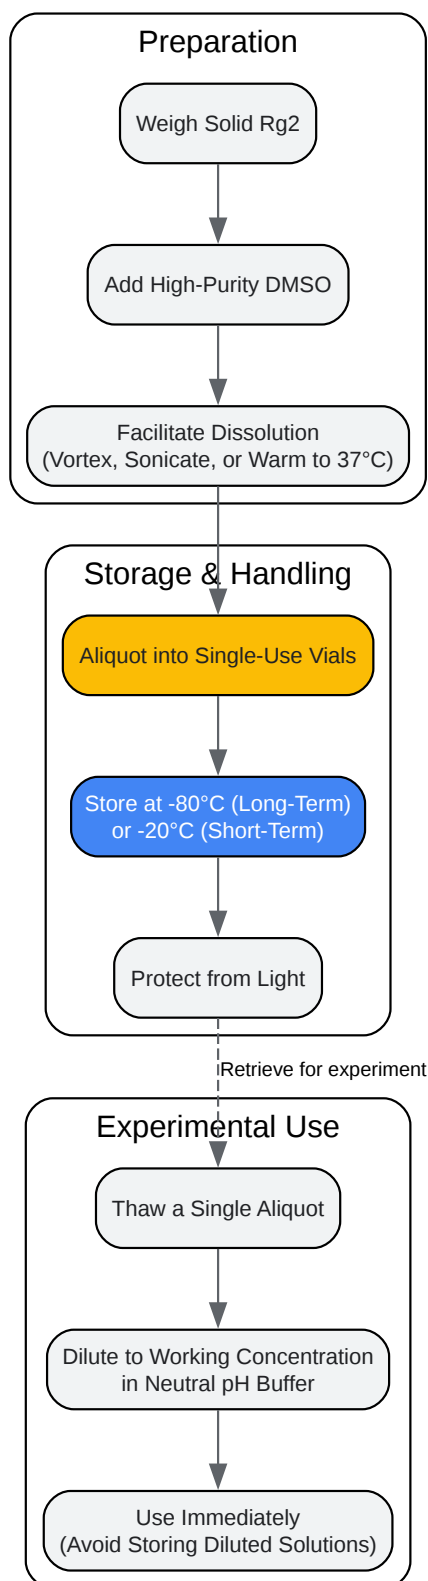 Preparation
Weigh Solid Rg2
Add High-Purity DMSO
Facilitate Dissolution
(Vortex, Sonicate, or Warm to 37°C)
Storage & Handling
Aliquot into Single-Use Vials
Store at -80°C (Long-Term)
or -20°C (Short-Term)
Protect from Light
Retrieve for experiment
Experimental Use
Thaw a Single Aliquot
Dilute to Working Concentration
in Neutral pH Buffer
Use Immediately
(Avoid Storing Diluted Solutions)